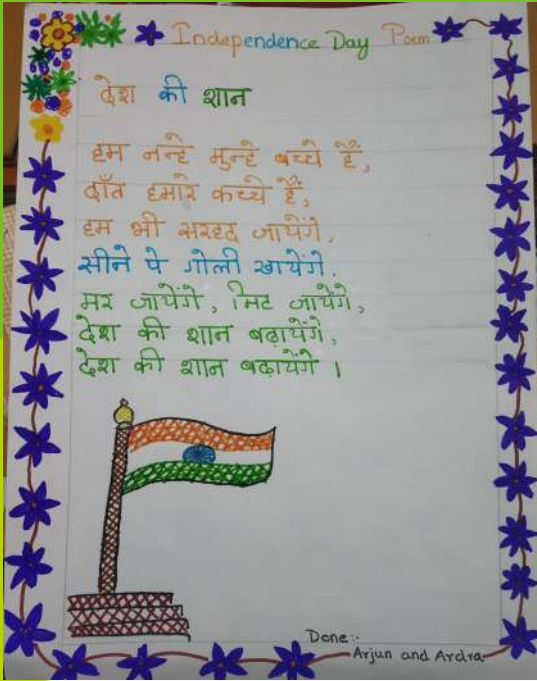 Independence Day Poem
देश की शान
हम नन्हे मुन्हे बच्चे हैं,
दाँत हमारे कच्चे हैं,
हम भी सरहद जायेंगे,
सीने पे गोली खायेंगे,
मर जायेंगे, मिट जायेंगे,
देश की शान बढ़ायेंगे,
देश की शान बढ़ायेंगे ।
Done:-
Arjun and Ardra